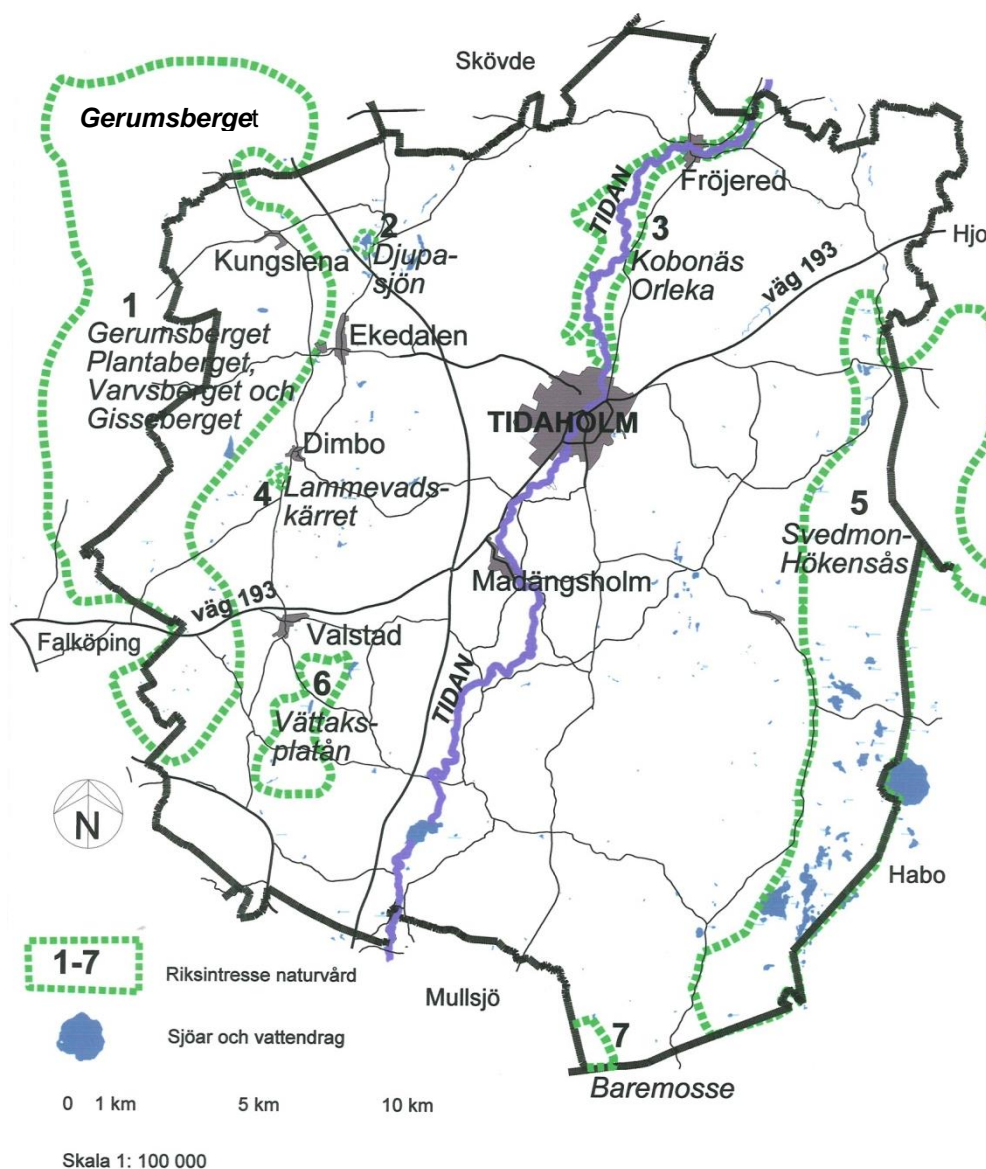 Skövde
Gerumsberget
TIDAN
Fröjered
2
Djupa-
sjön
Kungslena
3
Kobonäs
Orleka
väg 193
Hjo
1
Gerumsberget
Plantaberget,
Varvsberget och
Gisseberget
Ekedalen
TIDAHOLM
Dimbo
4
Lammevads-
kärret
5
Svedmon-
Hökensås
Madängsholm
väg 193
Falköping
Valstad
6
Vättaks-
platån
TIDAN
N
Habo
1-7
Riksintresse naturvård
Mullsjö
Sjöar och vattendrag
7
Baremosse
0 1 km 5 km 10 km
Skala 1: 100 000